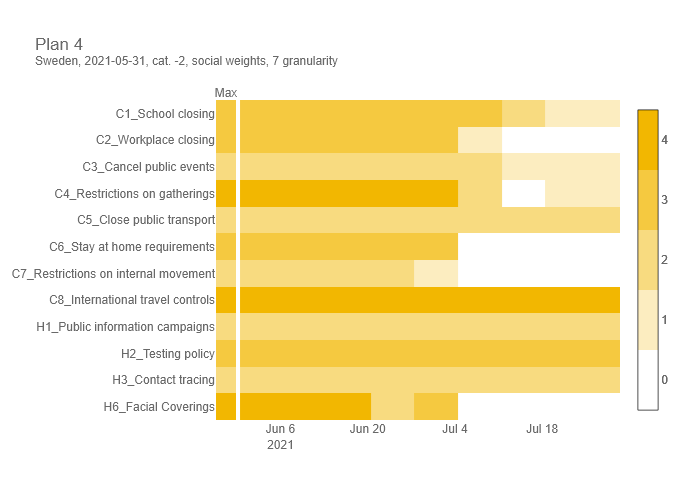 Plan 4
Sweden, 2021-05-31, cat. -2, social weights, 7 granularity
Max
C1_School closing
C2_Workplace closing
C3_Cancel public events
C4_Restrictions on gatherings
C5_Close public transport
C6_Stay at home requirements
C7_Restrictions on internal movement
C8_International travel controls
H1_Public information campaigns
H2_Testing policy
H3_Contact tracing
H6_Facial Coverings
Jun 6
2021
Jun 20
Jul 4
Jul 18
4
3
2
1
0